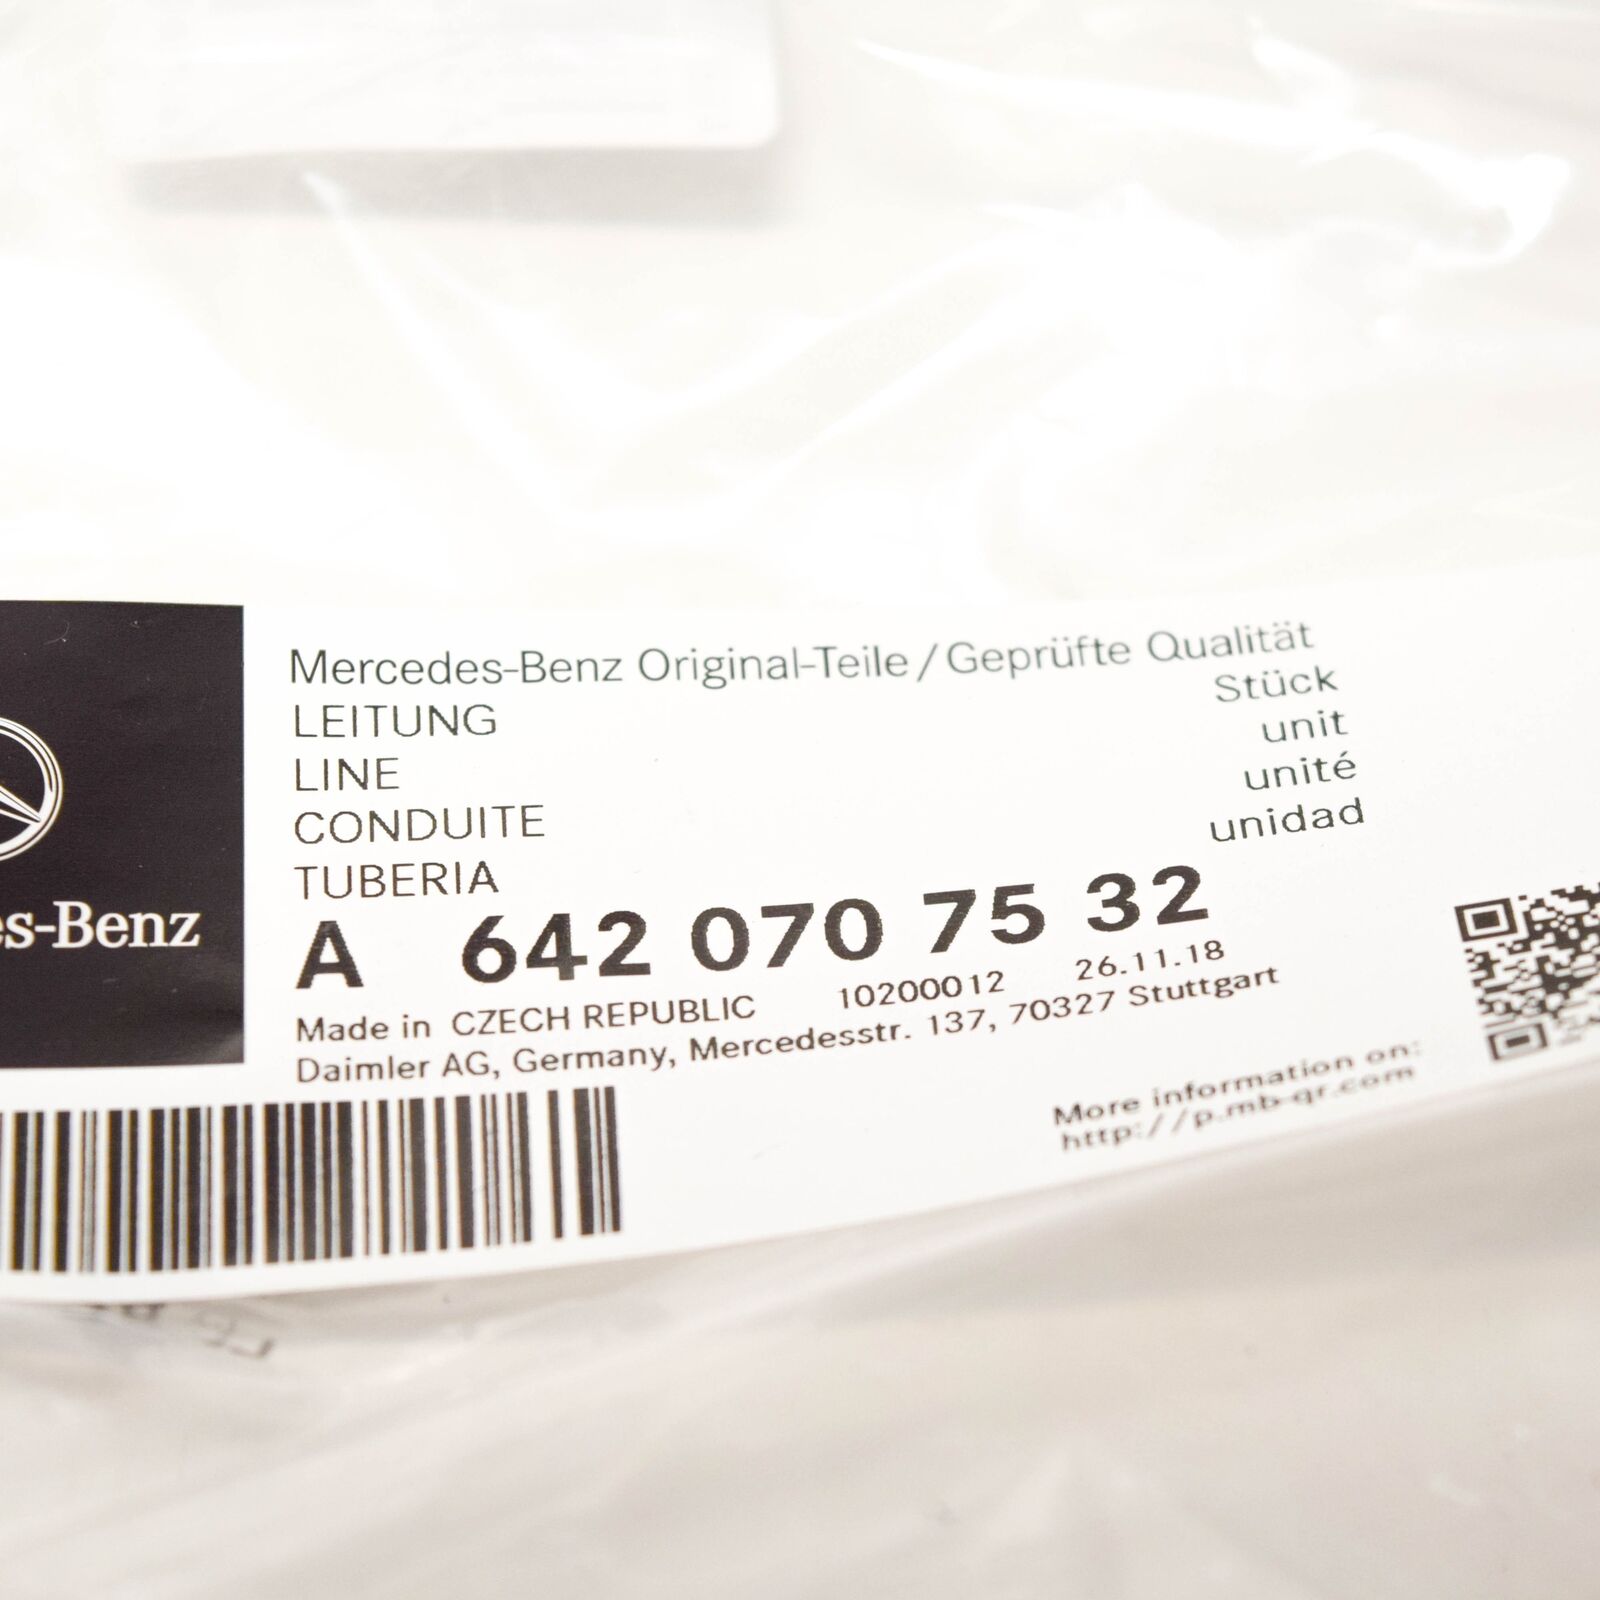 Mercedes-Benz Original-Teile / Geprüfte Qualität
LEITUNG Stück
LINE unit
CONDUITE unité
TUBERIA unidad
A 642 070 75 32
Made in CZECH REPUBLIC 10200012 26.11.18
Daimler AG, Germany, Mercedesstr. 137, 70327 Stuttgart
More information on:
http://p.mb-qr.com
es-Benz